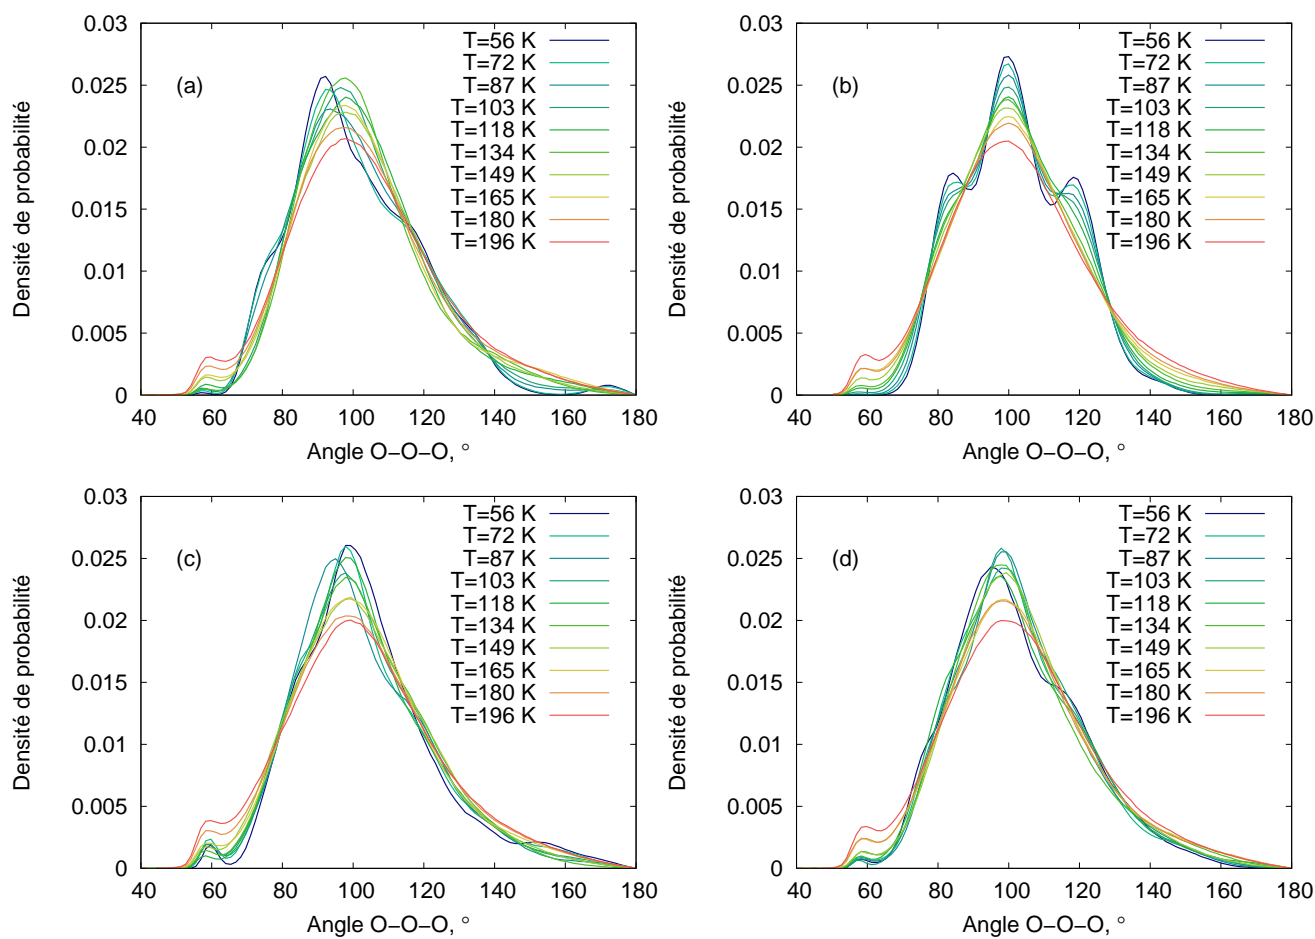 (a)
Densité de probabilité
0.03
0.025
0.02
0.015
0.01
0.005
0
T=56 K
T=72 K
T=87 K
T=103 K
T=118 K
T=134 K
T=149 K
T=165 K
T=180 K
T=196 K
40 60 80 100 120 140 160 180
Angle O−O−O, °
(b)
Densité de probabilité
0.03
0.025
0.02
0.015
0.01
0.005
0
T=56 K
T=72 K
T=87 K
T=103 K
T=118 K
T=134 K
T=149 K
T=165 K
T=180 K
T=196 K
40 60 80 100 120 140 160 180
Angle O−O−O, °
(c)
Densité de probabilité
0.03
0.025
0.02
0.015
0.01
0.005
0
T=56 K
T=72 K
T=87 K
T=103 K
T=118 K
T=134 K
T=149 K
T=165 K
T=180 K
T=196 K
40 60 80 100 120 140 160 180
Angle O−O−O, °
(d)
Densité de probabilité
0.03
0.025
0.02
0.015
0.01
0.005
0
T=56 K
T=72 K
T=87 K
T=103 K
T=118 K
T=134 K
T=149 K
T=165 K
T=180 K
T=196 K
40 60 80 100 120 140 160 180
Angle O−O−O, °